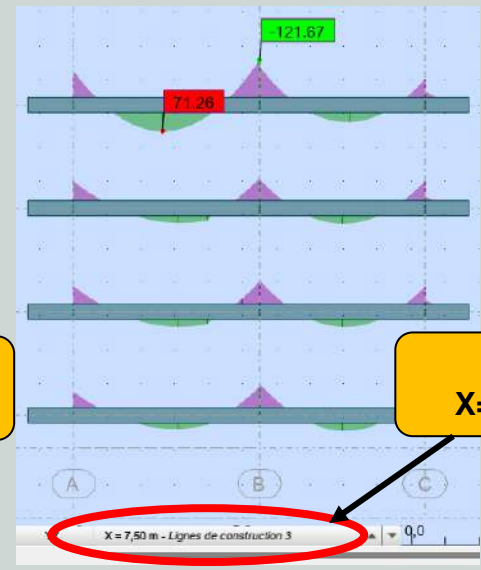 -121.67
71.26
X=
A B C
X = 7,50 m - Lignes de construction 3
0,0